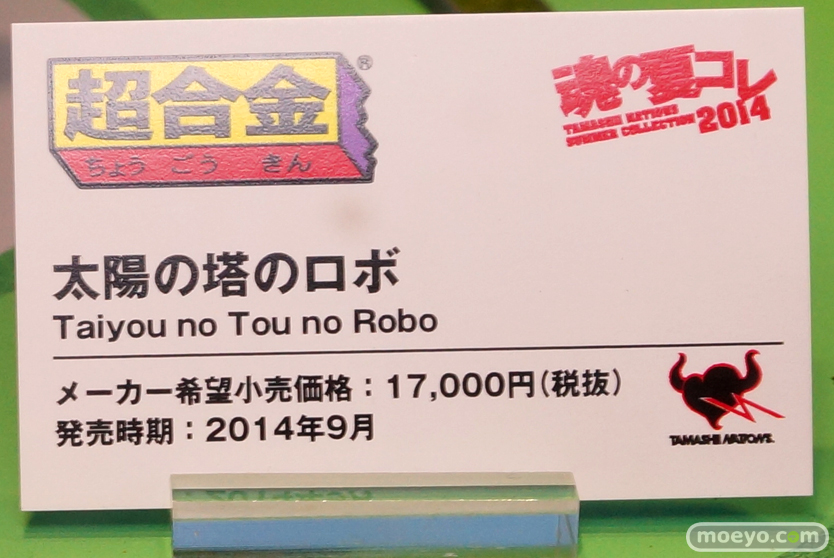 超合金®
ちょうごうきん
魂の夏コレ
TAMASHII NATIONS
SUMMER COLLECTION 2014
太陽の塔のロボ
Taiyou no Tou no Robo
メーカー希望小売価格：17,000円(税抜)
発売時期：2014年9月
TAMASHII NATIONS
moeyo.com